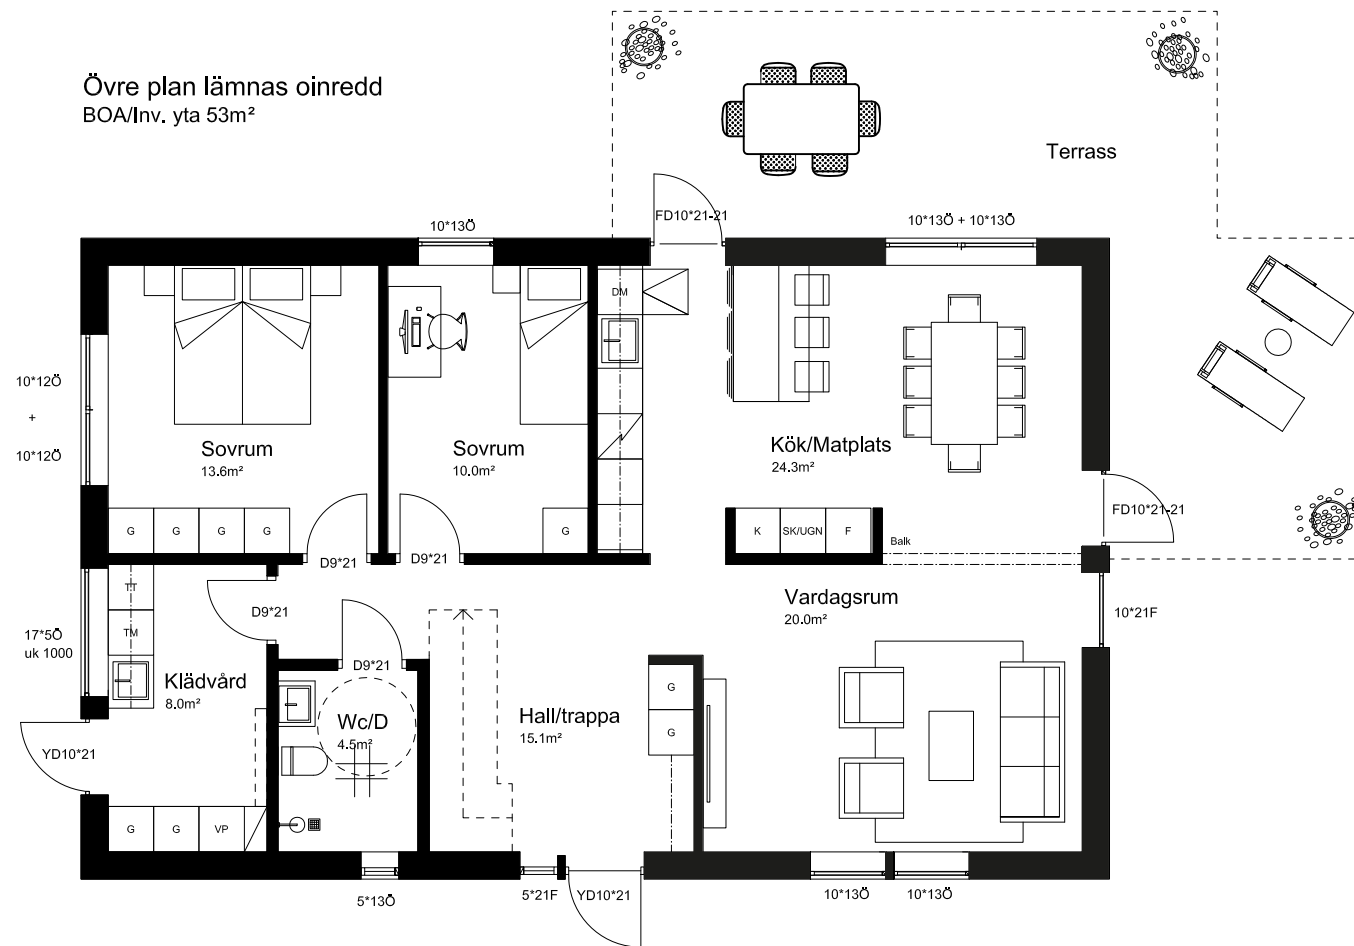 Övre plan lämnas oinredd
BOA/Inv. yta 53m²
Terrass
10*13Ö
FD10*21-21
10*13Ö + 10*13Ö
DM
10*12Ö
+
10*12Ö
Sovrum
13.6m²
Sovrum
10.0m²
Kök/Matplats
24.3m²
G
G
G
G
G
K
SK/UGN
F
FD10*21-21
Balk
D9*21
D9*21
TT
TM
D9*21
17*5Ö
uk 1000
Vardagsrum
20.0m²
10*21F
D9*21
Klädvård
8.0m²
Wc/D
4.5m²
Hall/trappa
15.1m²
G
G
YD10*21
G
G
VP
5*13Ö
5*21F
YD10*21
10*13Ö
10*13Ö